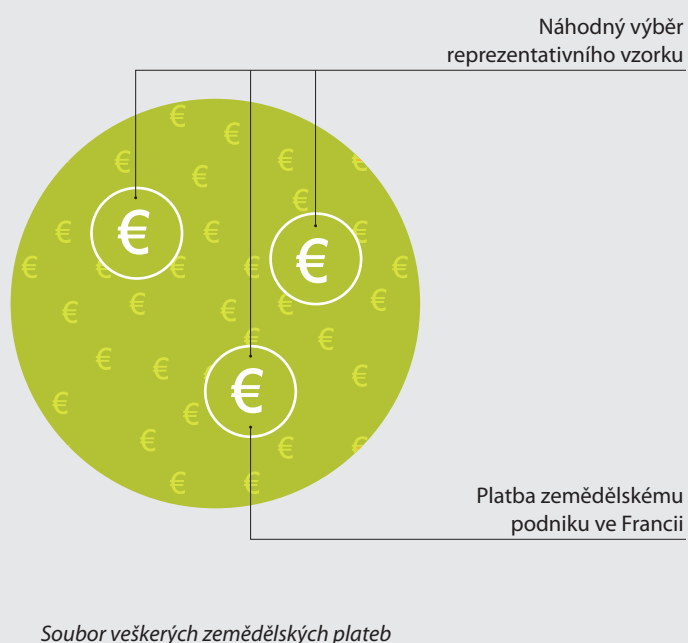 Náhodný výběr
reprezentativního vzorku
€ € €
Platba zemědělskému
podniku ve Francii
Soubor veškerých zemědělských plateb